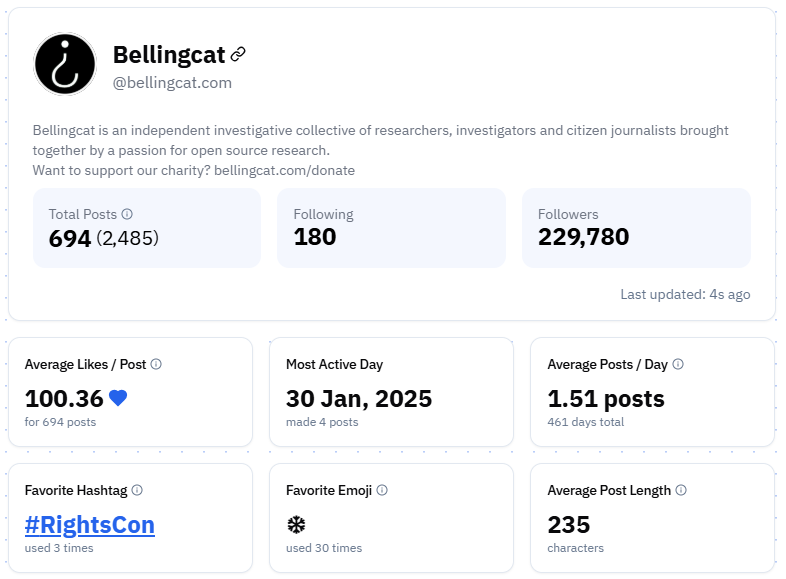 Bellingcat
@bellingcat.com
Bellingcat is an independent investigative collective of researchers, investigators and citizen journalists brought
together by a passion for open source research.
Want to support our charity? bellingcat.com/donate
Total Posts
694 (2,485)
Following
180
Followers
229,780
Last updated: 4s ago
Average Likes / Post
100.36
for 694 posts
Most Active Day
30 Jan, 2025
made 4 posts
Average Posts / Day
1.51 posts
461 days total
Favorite Hashtag
#RightsCon
used 3 times
Favorite Emoji
❄
used 30 times
Average Post Length
235
characters